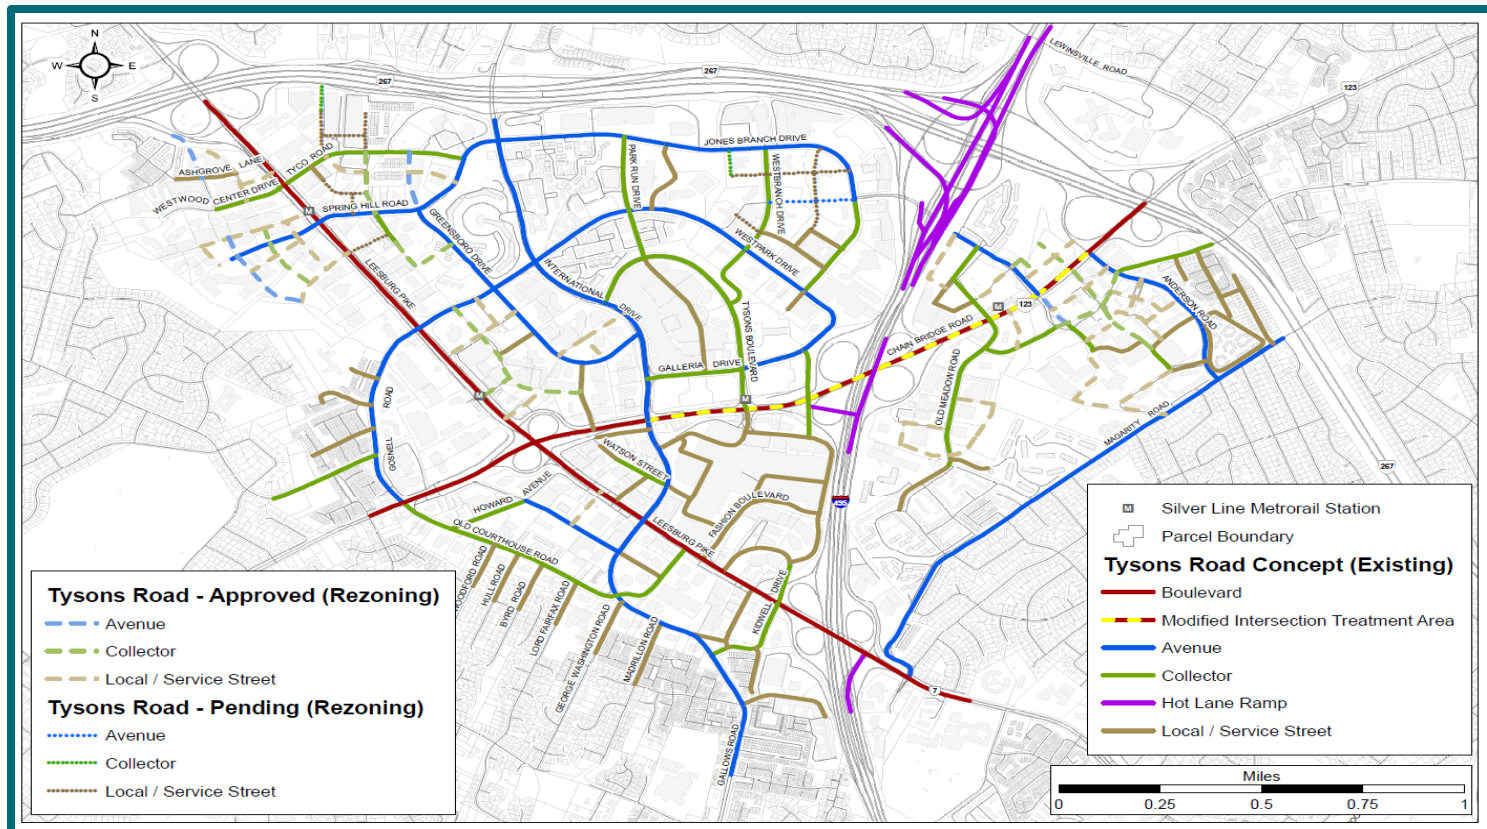 N
W E
S
267
267
LEWINSVILLE ROAD
123
JONES BRANCH DRIVE
ASHGROVE LANE
TYCO ROAD
WESTWOOD CENTER DRIVE
SPRING HILL ROAD
M
PARK RUN DRIVE
WESTBRANCH DRIVE
GREENSBORO DRIVE
WESTPARK DRIVE
LEESBURG PIKE
INTERNATIONAL DRIVE
TYSONS BOULEVARD
ANDERSON ROAD
M
123
CHAIN BRIDGE ROAD
GALLERIA DRIVE
OLD MEADOW ROAD
M
M
GOSNELL ROAD
MAGARITY ROAD
WATSON STREET
267
HOWARD AVENUE
FASHION BOULEVARD
495
LEESBURG PIKE
OLD COURTHOUSE ROAD
HULL ROAD
BYRD ROAD
LORD FAIRFAX ROAD
GEORGE WASHINGTON ROAD
MADRILLON ROAD
KIDWELL DRIVE
7
GALLOWS ROAD
Tysons Road - Approved (Rezoning)
Avenue
Collector
Local / Service Street
Tysons Road - Pending (Rezoning)
Avenue
Collector
Local / Service Street
M Silver Line Metrorail Station
Parcel Boundary
Tysons Road Concept (Existing)
Boulevard
Modified Intersection Treatment Area
Avenue
Collector
Hot Lane Ramp
Local / Service Street
Miles
0 0.25 0.5 0.75 1